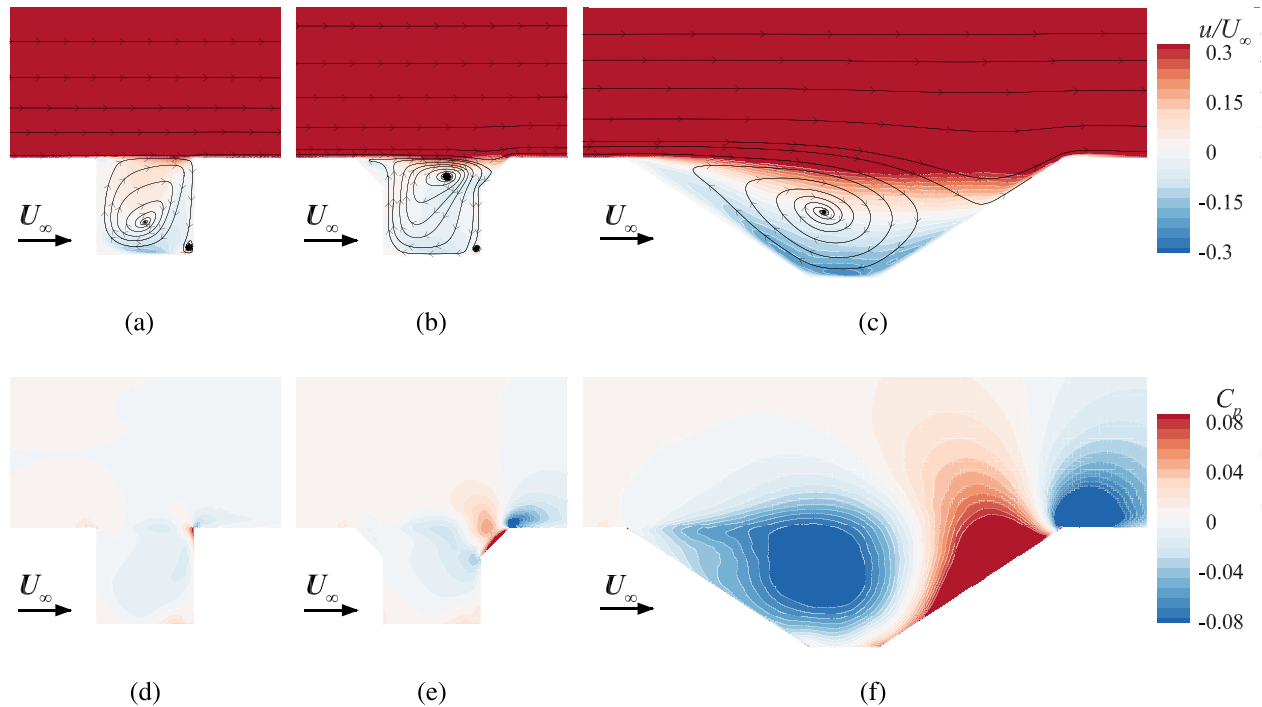 u/U∞
0.3
0.15
0
-0.15
-0.3
U∞
U∞
U∞
(a)
(b)
(c)
Cp
0.08
0.04
0
-0.04
-0.08
U∞
U∞
U∞
(d)
(e)
(f)